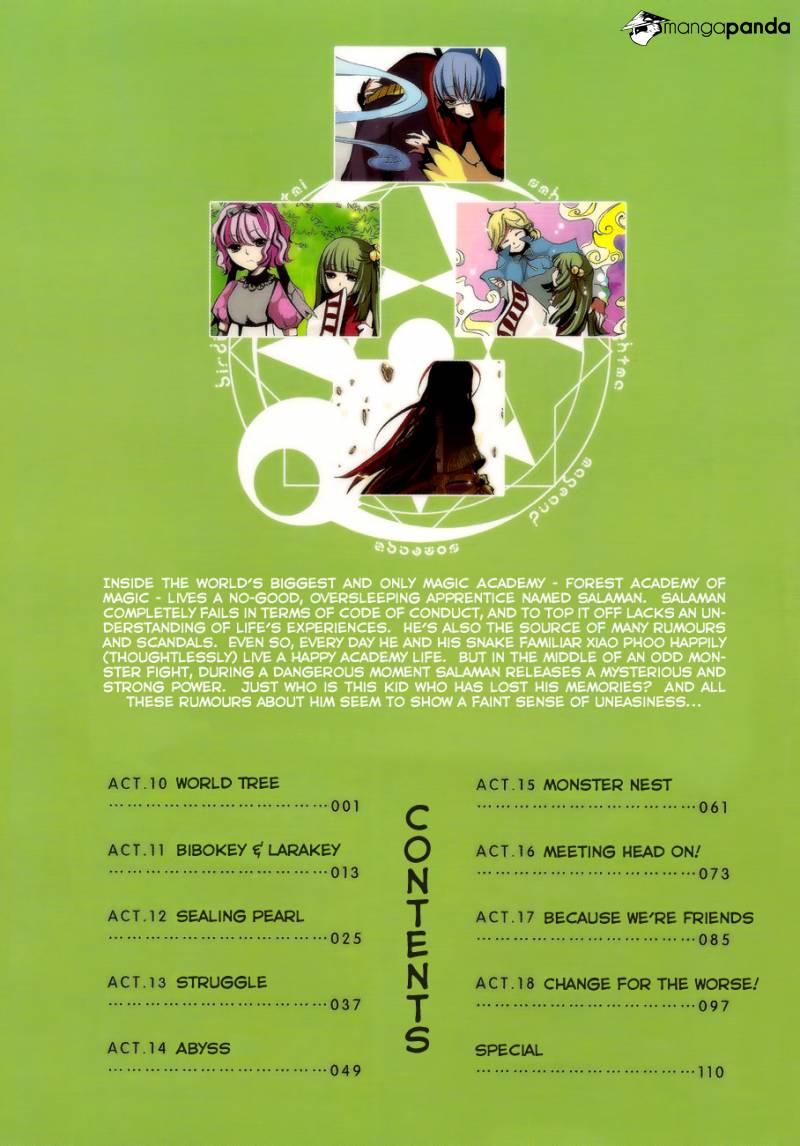 mangapanda
INSIDE THE WORLD'S BIGGEST AND ONLY MAGIC ACADEMY - FOREST ACADEMY OF
MAGIC - LIVES A NO-GOOD, OVERSLEEPING APPRENTICE NAMED SALAMAN. SALAMAN
COMPLETELY FAILS IN TERMS OF CODE OF CONDUCT, AND TO TOP IT OFF LACKS AN UN-
DERSTANDING OF LIFE'S EXPERIENCES. HE'S ALSO THE SOURCE OF MANY RUMOURS
AND SCANDALS. EVEN SO, EVERY DAY HE AND HIS SNAKE FAMILIAR XIAO PHOO HAPPILY
(THOUGHTLESSLY) LIVE A HAPPY ACADEMY LIFE. BUT IN THE MIDDLE OF AN ODD MON-
STER FIGHT, DURING A DANGEROUS MOMENT SALAMAN RELEASES A MYSTERIOUS AND
STRONG POWER. JUST WHO IS THIS KID WHO HAS LOST HIS MEMORIES? AND ALL
THESE RUMOURS ABOUT HIM SEEM TO SHOW A FAINT SENSE OF UNEASINESS...
ACT.10 WORLD TREE
001
ACT.11 BIBOKEY & LARAKEY
013
ACT.12 SEALING PEARL
025
ACT.13 STRUGGLE
037
ACT.14 ABYSS
049
CONTENTS
ACT.15 MONSTER NEST
061
ACT.16 MEETING HEAD ON!
073
ACT.17 BECAUSE WE'RE FRIENDS
085
ACT.18 CHANGE FOR THE WORSE!
097
SPECIAL
110